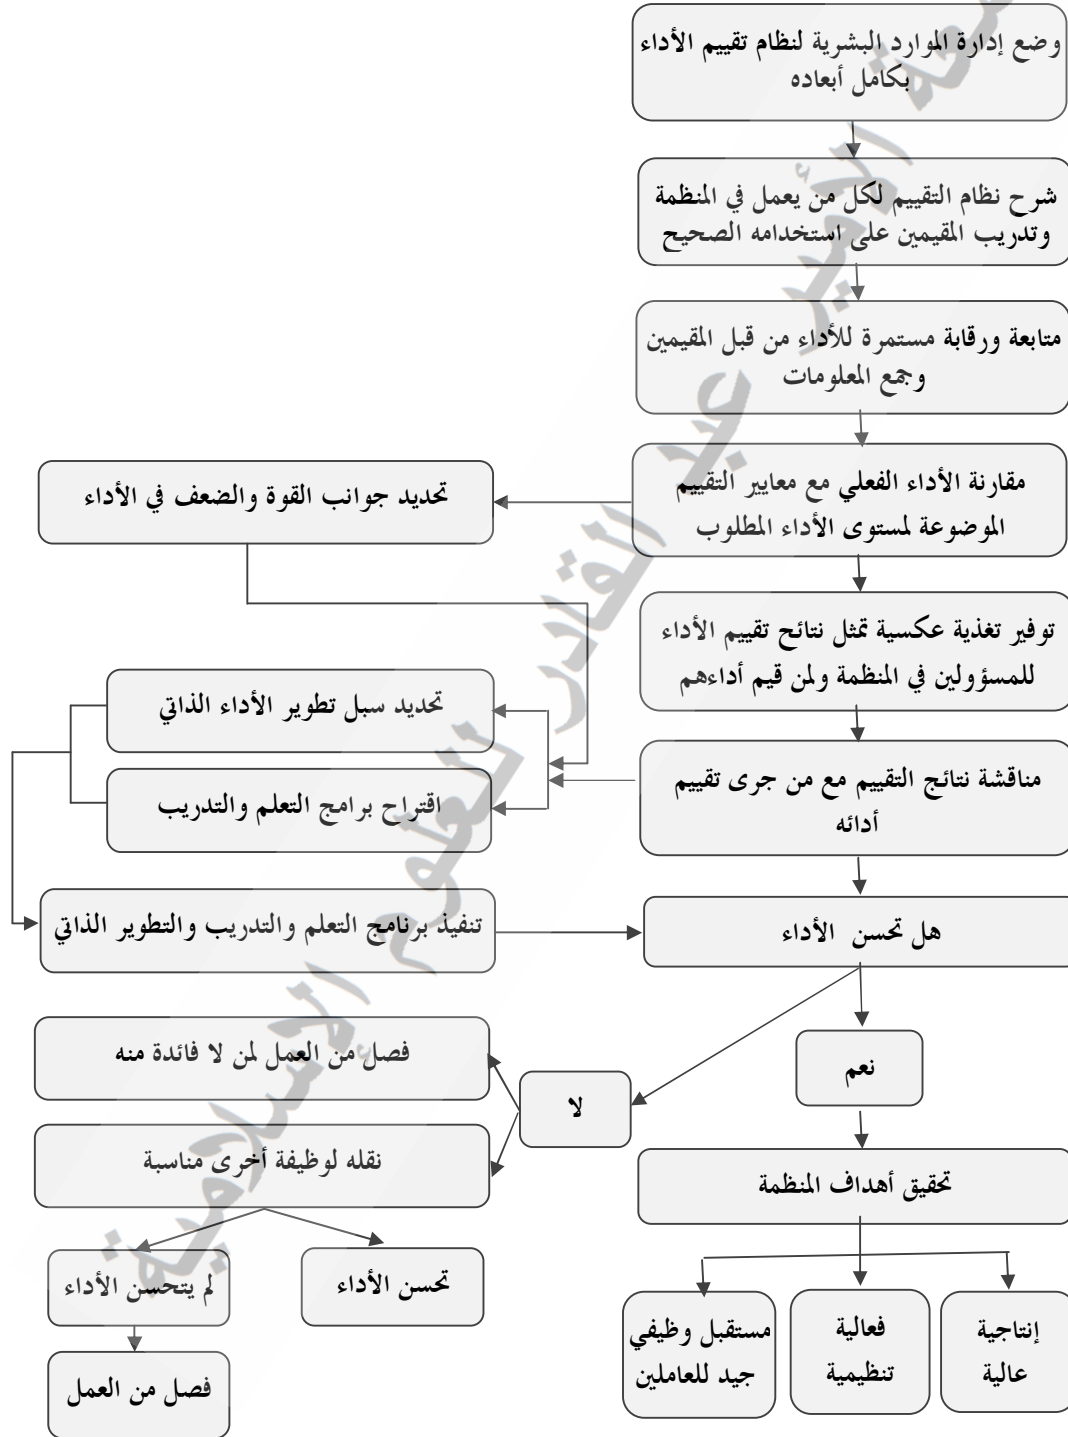 وضع إدارة الموارد البشرية لنظام تقييم الأداء
بكامل أبعاده
شرح نظام التقييم لكل من يعمل في المنظمة
وتدريب المقيمين على استخدامه الصحيح
متابعة ورقابة مستمرة للأداء من قبل المقيمين
وجمع المعلومات
مقارنة الأداء الفعلي مع معايير التقييم
الموضوعة لمستوى الأداء المطلوب
تحديد جوانب القوة والضعف في الأداء
توفير تغذية عكسية تمثل نتائج تقييم الأداء
للمسؤولين في المنظمة ولمن قيم أداءهم
تحديد سبل تطوير الأداء الذاتي
مناقشة نتائج التقييم مع من جرى تقييم
أدائه
اقتراح برامج التعلم والتدريب
هل تحسن الأداء
تنفيذ برنامج التعلم والتدريب والتطوير الذاتي
نعم
لا
فصل من العمل لمن لا فائدة منه
نقله لوظيفة أخرى مناسبة
تحقيق أهداف المنظمة
تحسن الأداء
لم يتحسن الأداء
إنتاجية
عالية
فعالية
تنظيمية
مستقبل وظيفي
جيد للعاملين
فصل من العمل
عبد القادر للعلوم الإسلامية